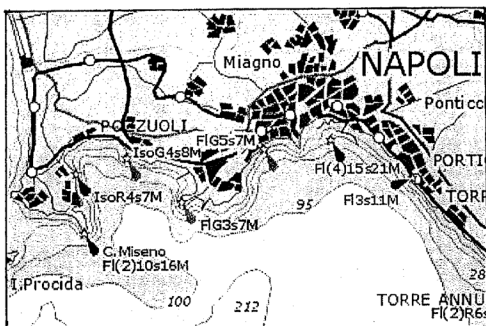 Miagno
NAPOLI
Ponticc
POZZUOLI
FlG5s7M
IsoG4s8M
Fl(4)15s21M
PORTIC
IsoR4s7M
Fl3s11M
TORR
FlG3s7M
95
C.Miseno
Fl(2)10s16M
I.Procida
28
100
212
TORRE ANNU
Fl(2)R6s